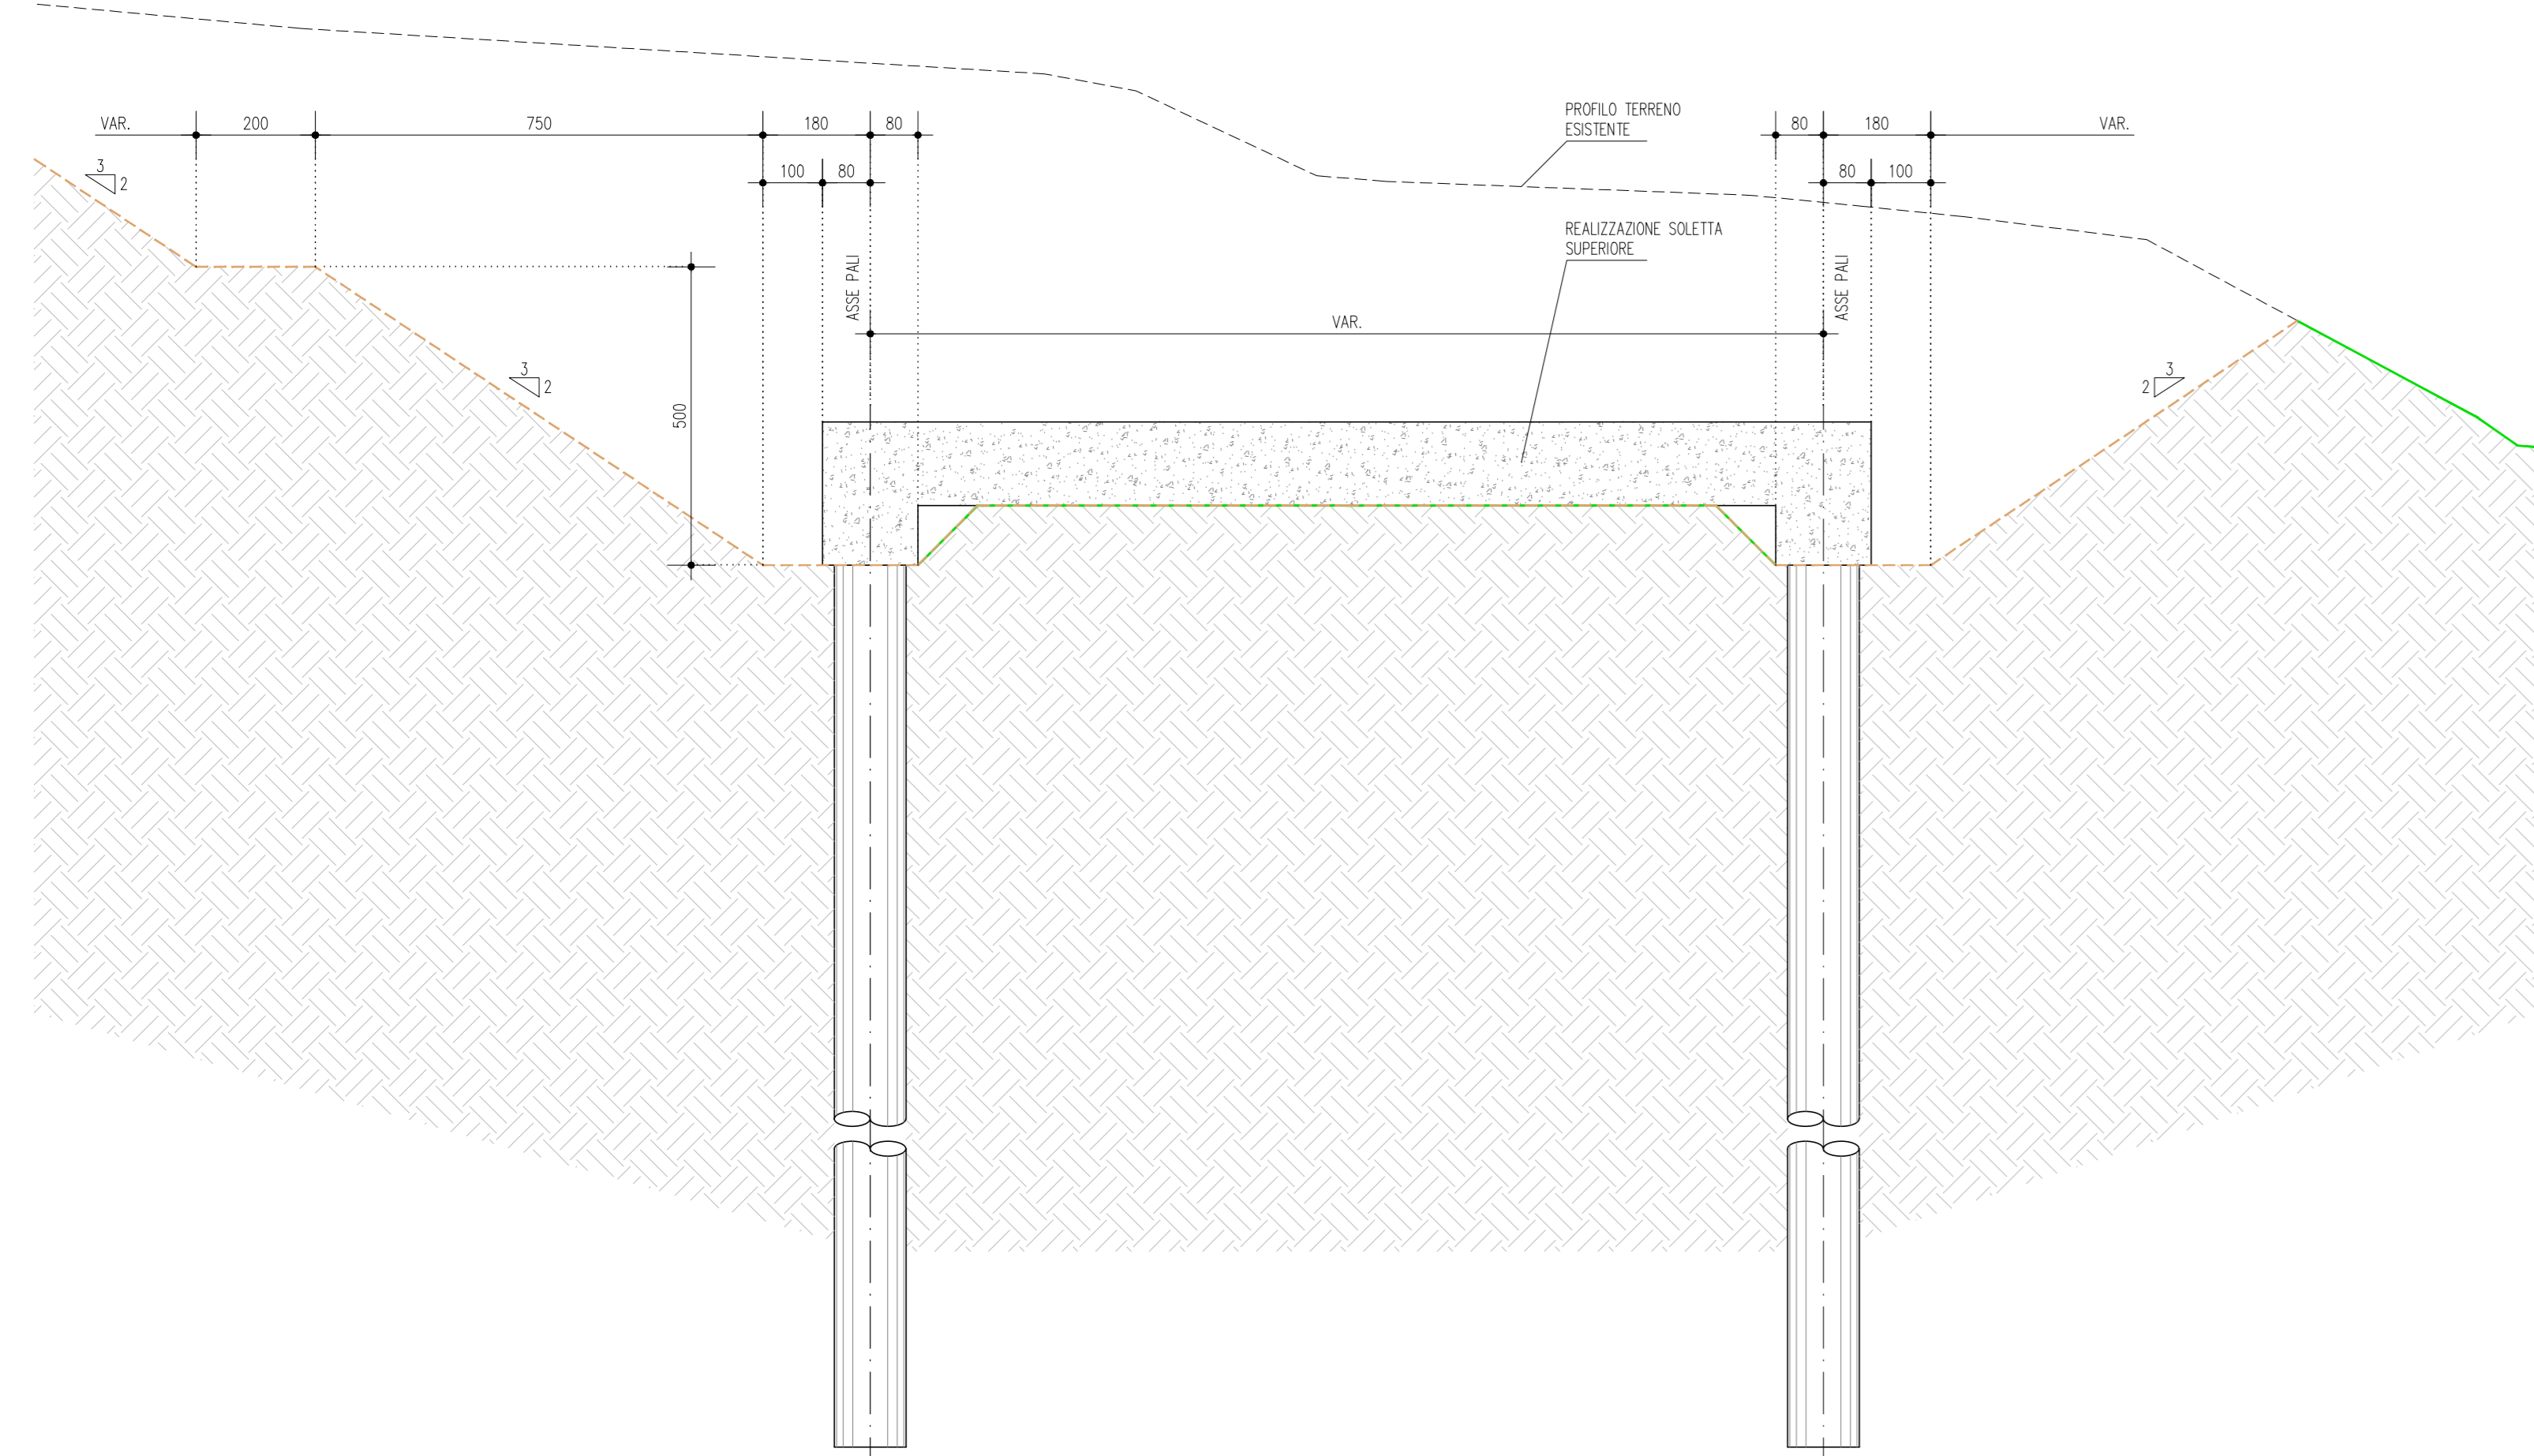 PROFILO TERRENO
ESISTENTE
VAR. 200 750 180 80 80 180 VAR.
3
2
100 80 80 100
REALIZZAZIONE SOLETTA
SUPERIORE
ASSE PALI
ASSE PALI
VAR.
3
2
3
2
500